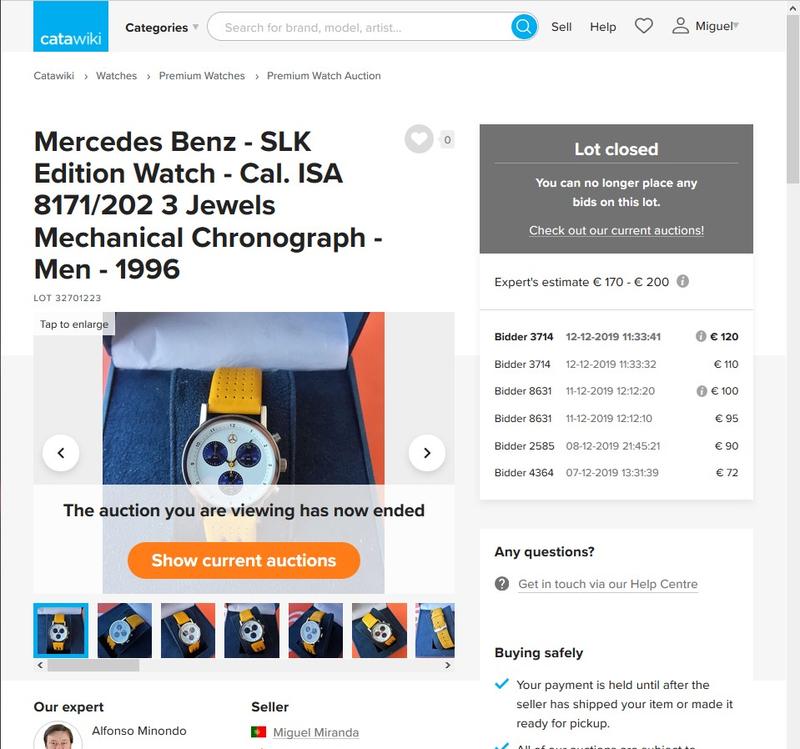 catawiki
Categories
Search for brand, model, artist...
Sell
Help
Miguel
Catawiki › Watches › Premium Watches › Premium Watch Auction
Mercedes Benz - SLK
Edition Watch - Cal. ISA
8171/202 3 Jewels
Mechanical Chronograph -
Men - 1996
0
LOT 32701223
Tap to enlarge
The auction you are viewing has now ended
Show current auctions
Our expert
Alfonso Minondo
Seller
Miguel Miranda
Lot closed
You can no longer place any
bids on this lot.
Check out our current auctions!
Expert's estimate € 170 - € 200
Bidder 3714 12-12-2019 11:33:41 € 120
Bidder 3714 12-12-2019 11:33:32 € 110
Bidder 8631 11-12-2019 12:12:20 € 100
Bidder 8631 11-12-2019 12:12:10 € 95
Bidder 2585 08-12-2019 21:45:21 € 90
Bidder 4364 07-12-2019 13:31:39 € 72
Any questions?
Get in touch via our Help Centre
Buying safely
Your payment is held until after the
seller has shipped your item or made it
ready for pickup.
All of our auctions are subject to